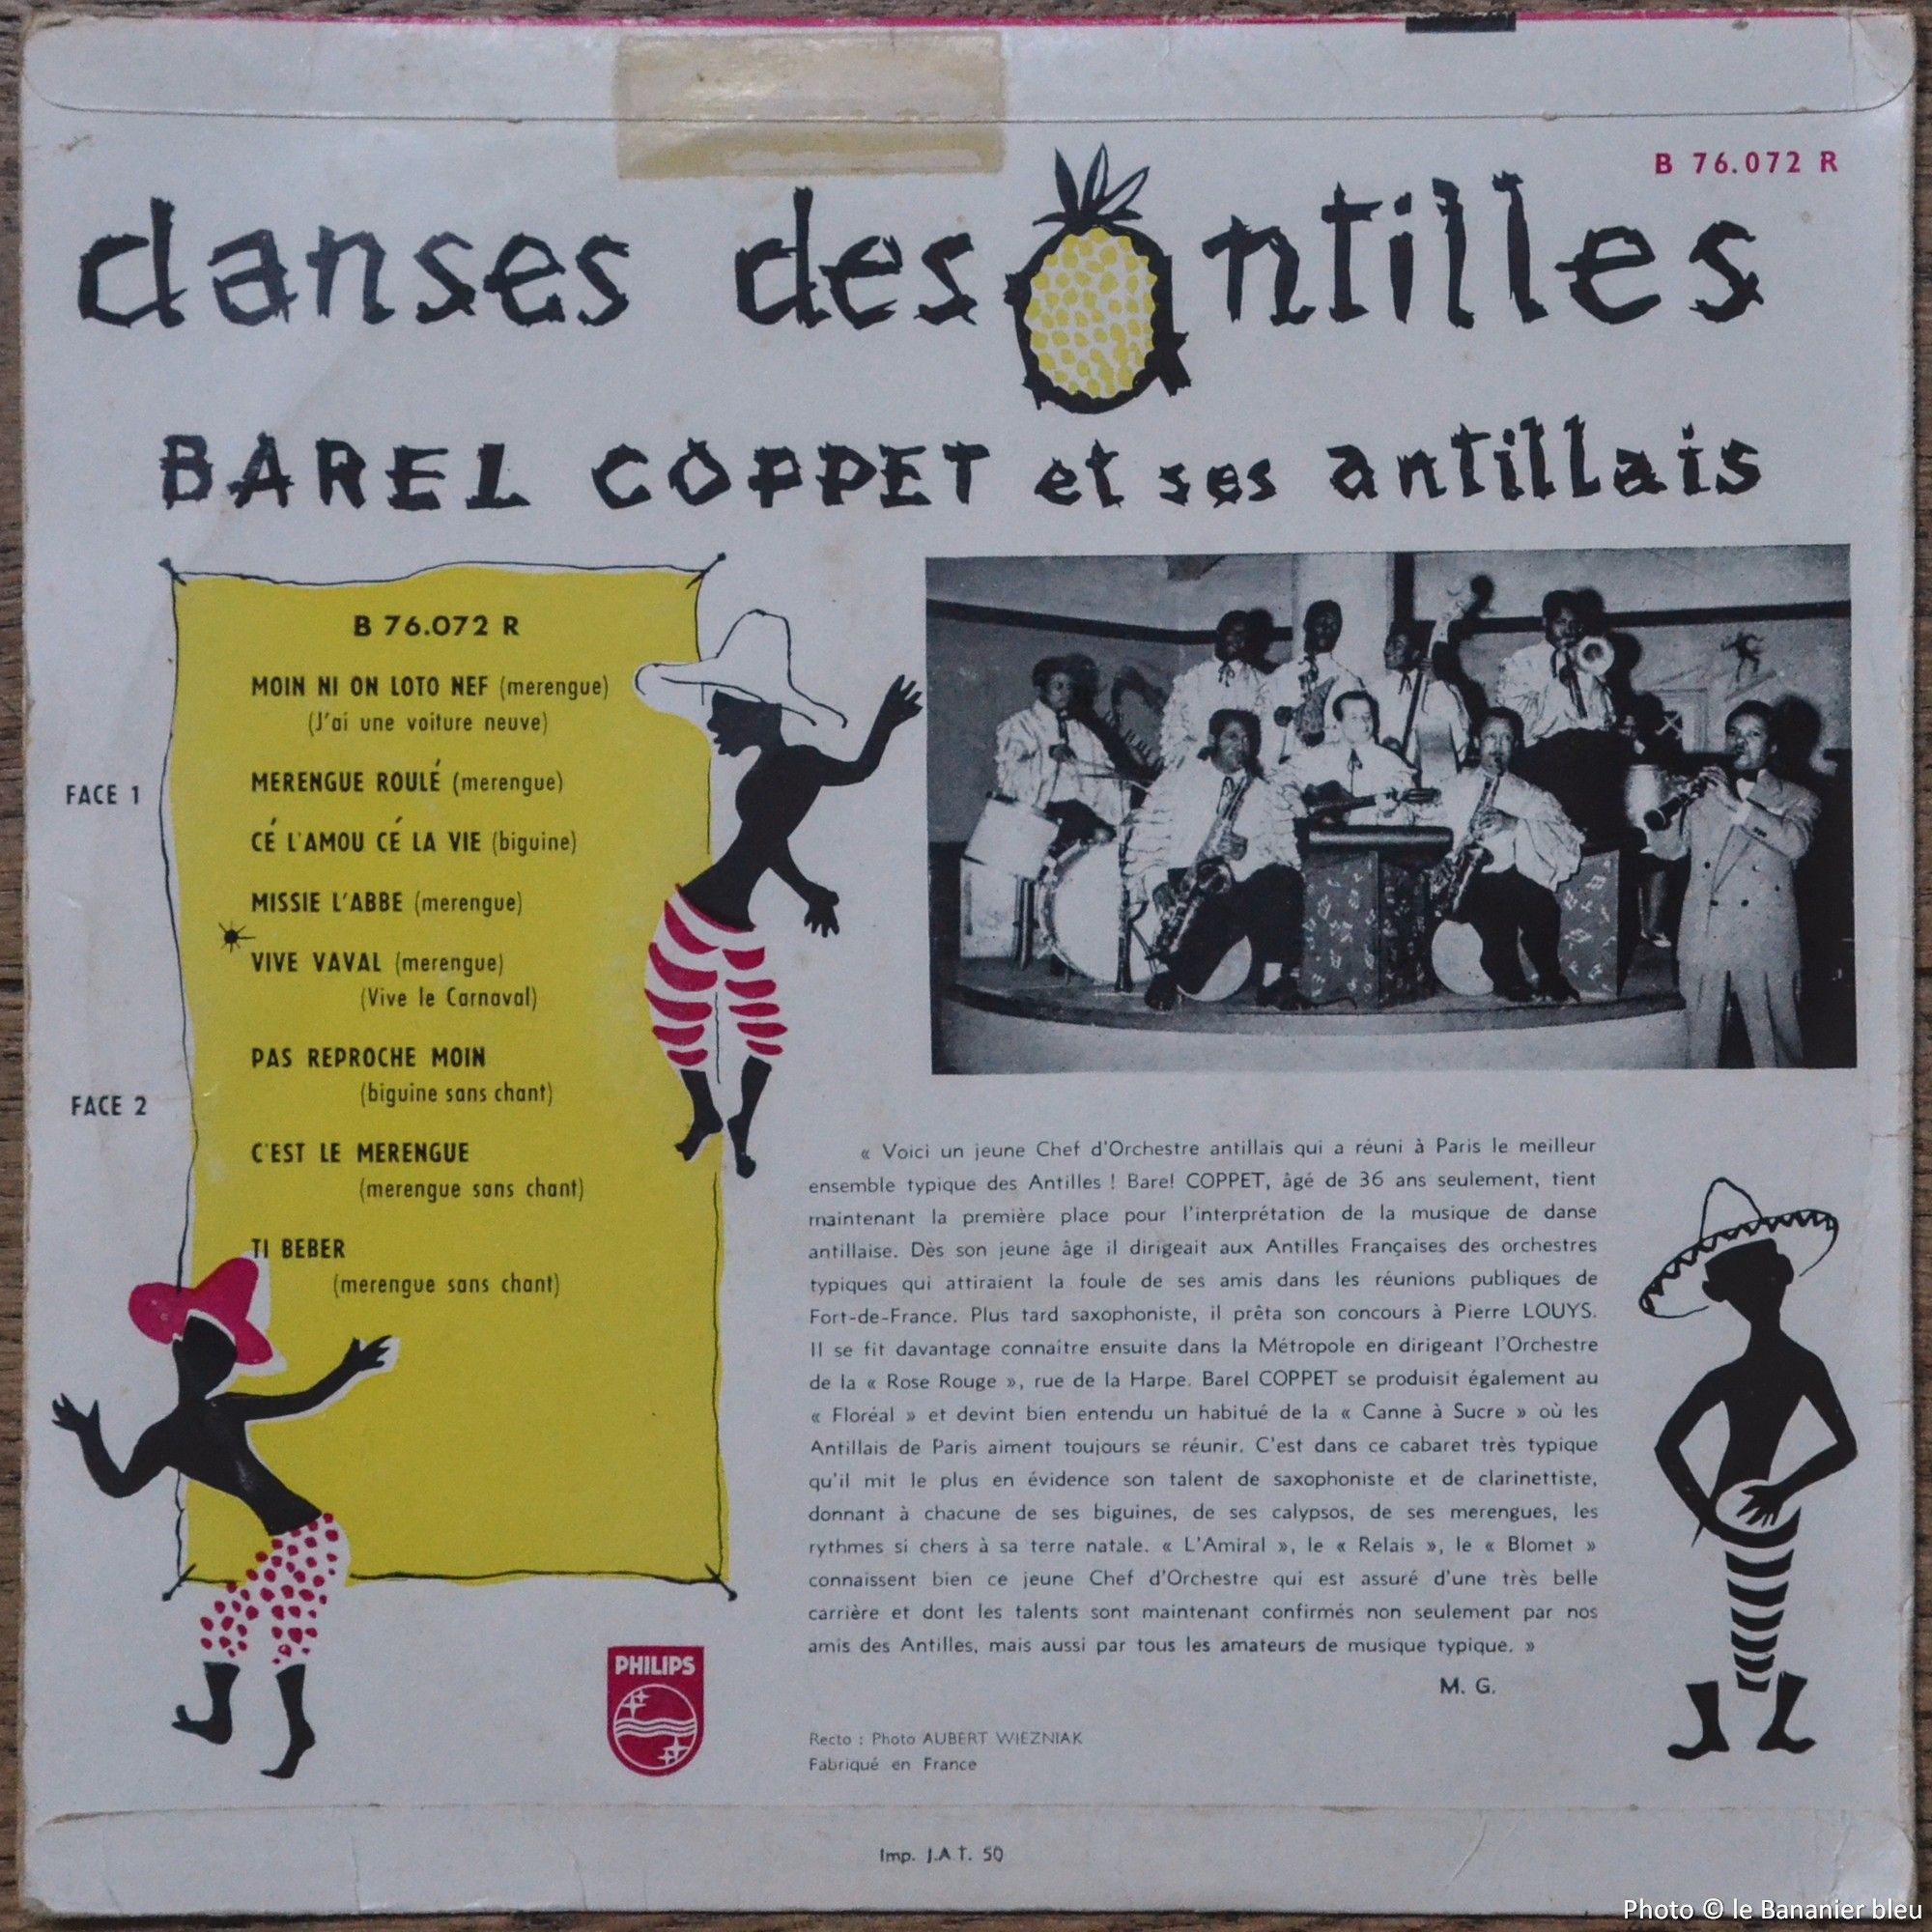 B 76.072 R
danses des antilles
BAREL COPPET et ses antillais
B 76.072 R
MOIN NI ON LOTO NEF (merengue)
(J'ai une voiture neuve)
MERENGUE ROULÉ (merengue)
FACE 1
CÉ L'AMOU CÉ LA VIE (biguine)
MISSIE L'ABBE (merengue)
VIVE VAVAL (merengue)
(Vive le Carnaval)
PAS REPROCHE MOIN
(biguine sans chant)
FACE 2
C'EST LE MERENGUE
(merengue sans chant)
TI BEBER
(merengue sans chant)
« Voici un jeune Chef d'Orchestre antillais qui a réuni à Paris le meilleur
ensemble typique des Antilles ! Barel COPPET, âgé de 36 ans seulement, tient
maintenant la première place pour l'interprétation de la musique de danse
antillaise. Dès son jeune âge il dirigeait aux Antilles Françaises des orchestres
typiques qui attiraient la foule de ses amis dans les réunions publiques de
Fort-de-France. Plus tard saxophoniste, il prêta son concours à Pierre LOUYS.
Il se fit davantage connaître ensuite dans la Métropole en dirigeant l'Orchestre
de la « Rose Rouge », rue de la Harpe. Barel COPPET se produisit également au
« Floréal » et devint bien entendu un habitué de la « Canne à Sucre » où les
Antillais de Paris aiment toujours se réunir. C'est dans ce cabaret très typique
qu'il mit le plus en évidence son talent de saxophoniste et de clarinettiste,
donnant à chacune de ses biguines, de ses calypsos, de ses merengues, les
rythmes si chers à sa terre natale. « L'Amiral », le « Relais », le « Blomet »
connaissent bien ce jeune Chef d'Orchestre qui est assuré d'une très belle
carrière et dont les talents sont maintenant confirmés non seulement par nos
amis des Antilles, mais aussi par tous les amateurs de musique typique. »
M. G.
PHILIPS
Recto : Photo AUBERT WIEZNIAK
Fabriqué en France
Imp. J.A.T. 50
Photo © le Bananier bleu